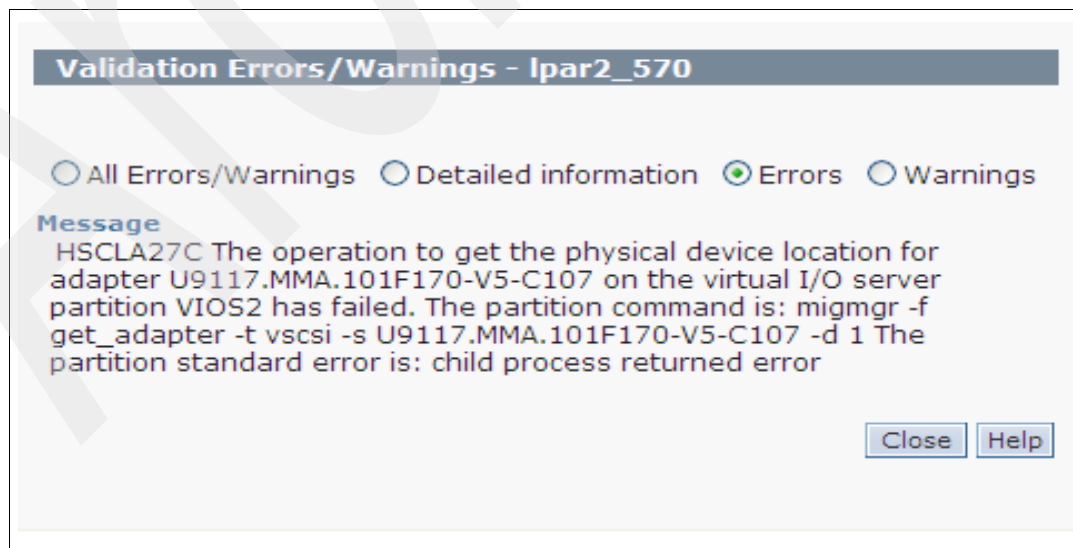 Validation Errors/Warnings - lpar2_570
All Errors/Warnings Detailed information Errors Warnings
Message
HSCLA27C The operation to get the physical device location for
adapter U9117.MMA.101F170-V5-C107 on the virtual I/O server
partition VIOS2 has failed. The partition command is: migmgr -f
get_adapter -t vscsi -s U9117.MMA.101F170-V5-C107 -d 1 The
partition standard error is: child process returned error
Close Help